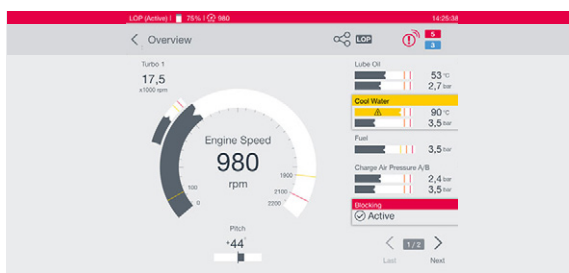 LOP (Active) | 75% | 980 14:25:38
Overview LOP 5
3
Turbo 1
17,5
x1000 rpm
Engine Speed
980
rpm
0
100
1900
2100
2200
Pitch
+44°
Lube Oil
53 °C
2,7 bar
Cool Water
90 °C
3,5 bar
Fuel
3,5 bar
Charge Air Pressure A/B
2,4 bar
3,5 bar
Blocking
Active
1/2
Last Next